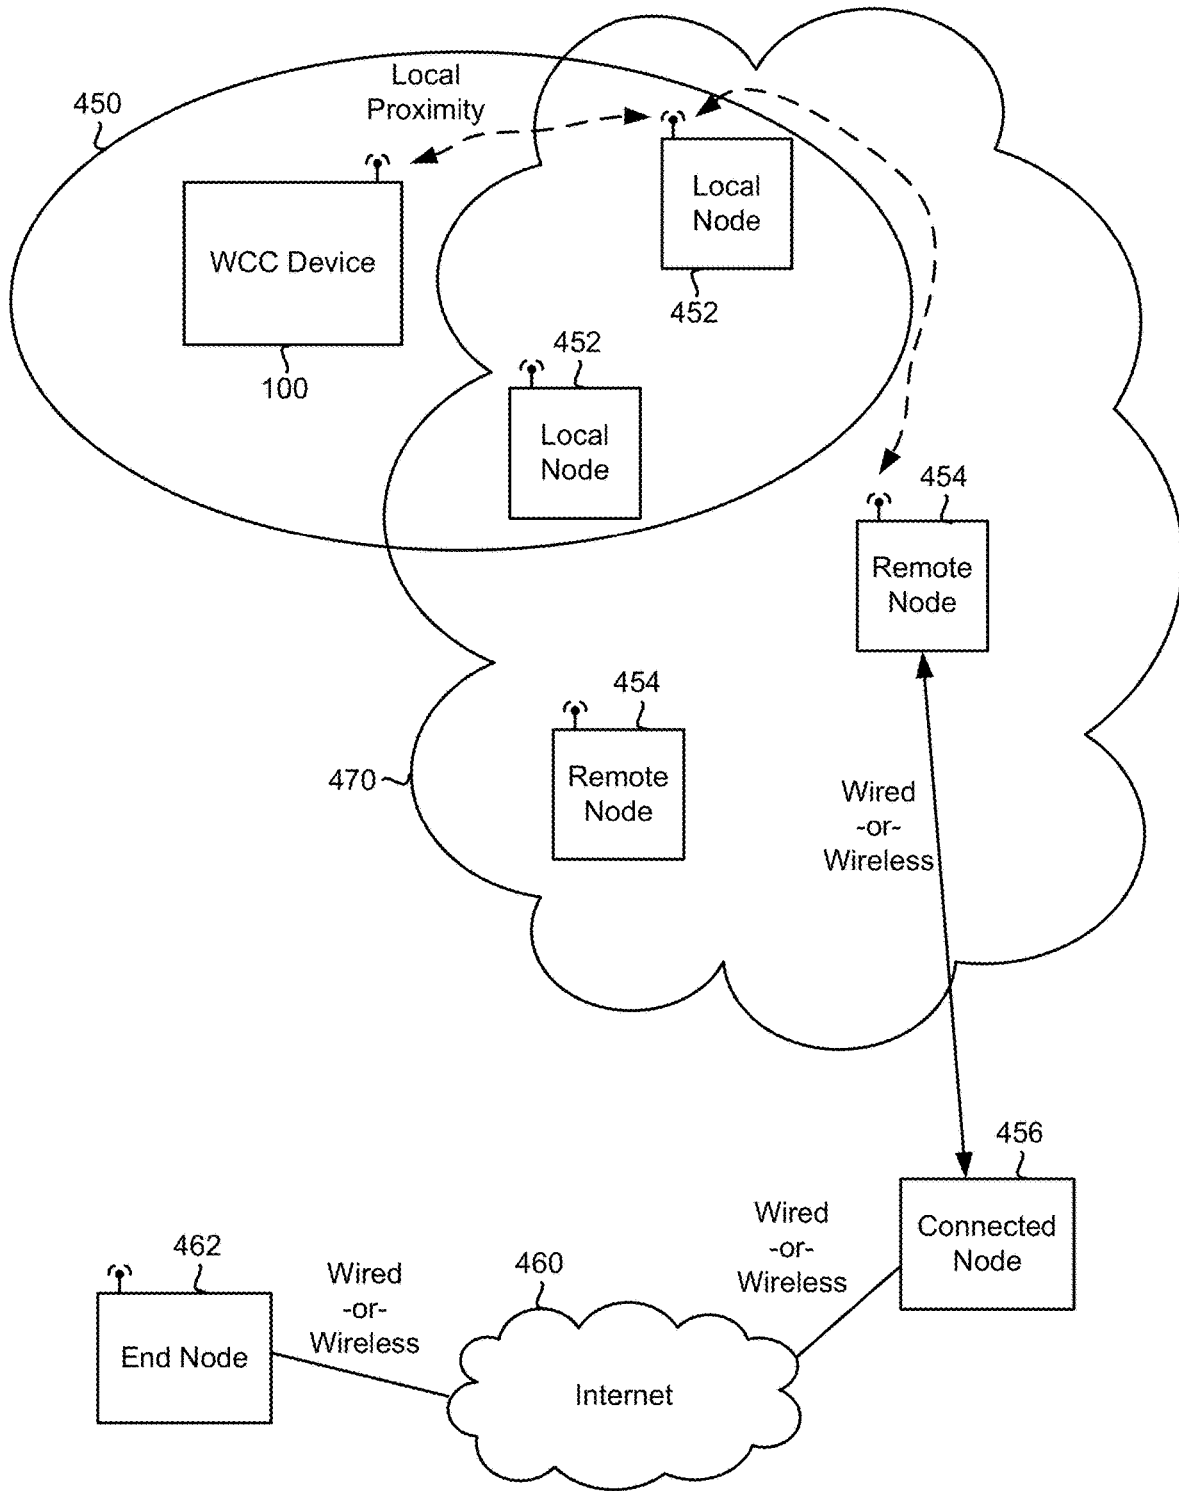 450
Local
Proximity
WCC Device
100
Local
Node
452
452
Local
Node
454
Remote
Node
454
Remote
Node
470
Wired
-or-
Wireless
456
Connected
Node
Wired
-or-
Wireless
460
Internet
Wired
-or-
Wireless
462
End Node